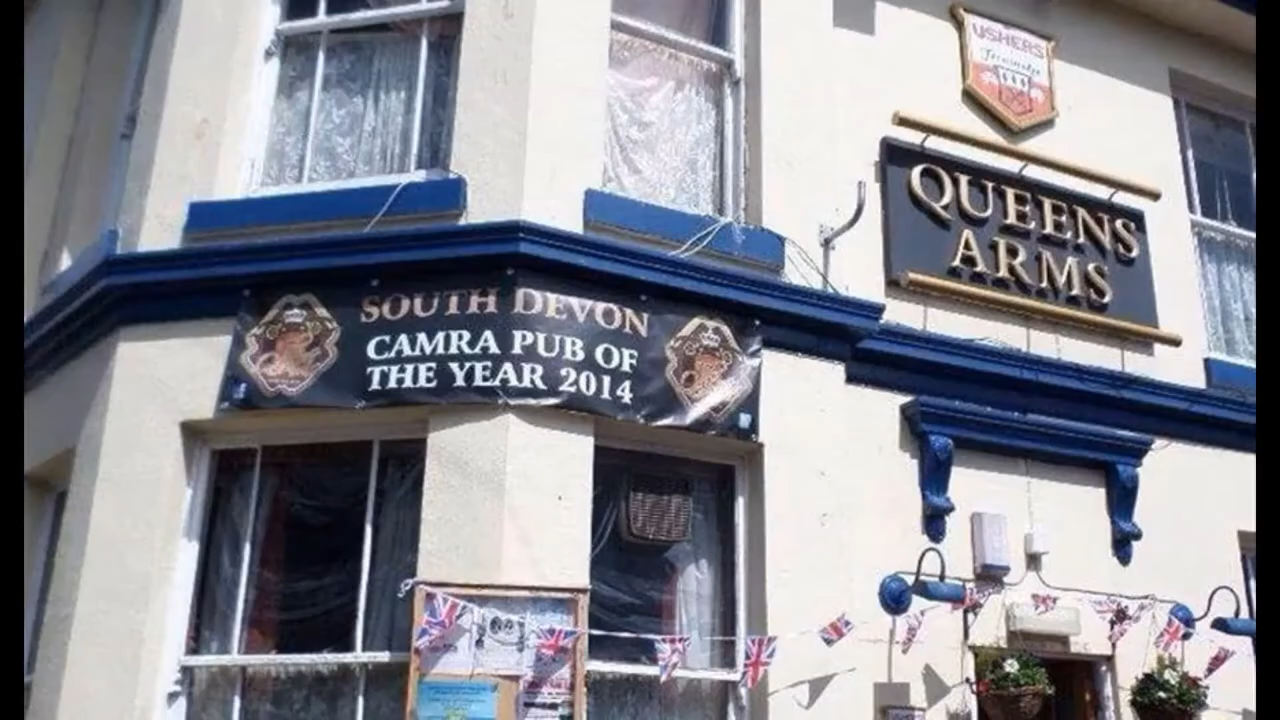 USHERS
QUEENS
ARMS
SOUTH DEVON
CAMRA PUB OF
THE YEAR 2014